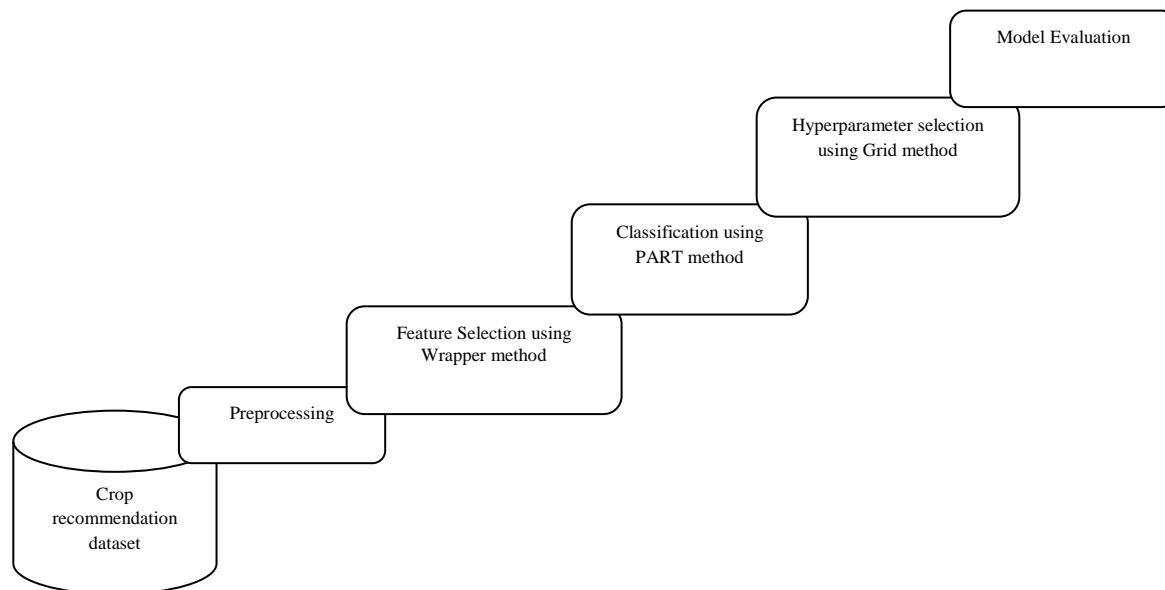 Model Evaluation
Hyperparameter selection
using Grid method
Classification using
PART method
Feature Selection using
Wrapper method
Preprocessing
Crop
recommendation
dataset